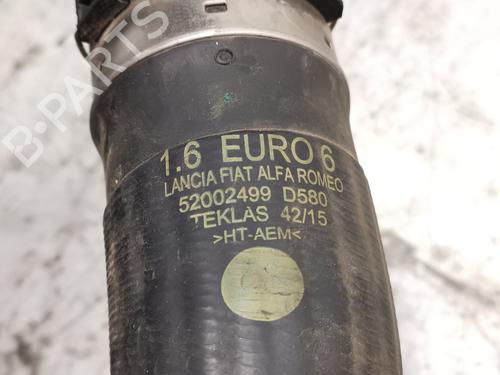 1.6 EURO 6
LANCIA FIAT ALFA ROMEO
52002499 D580
TEKLAS 42/15
>HT-AEM<
B-PARTS